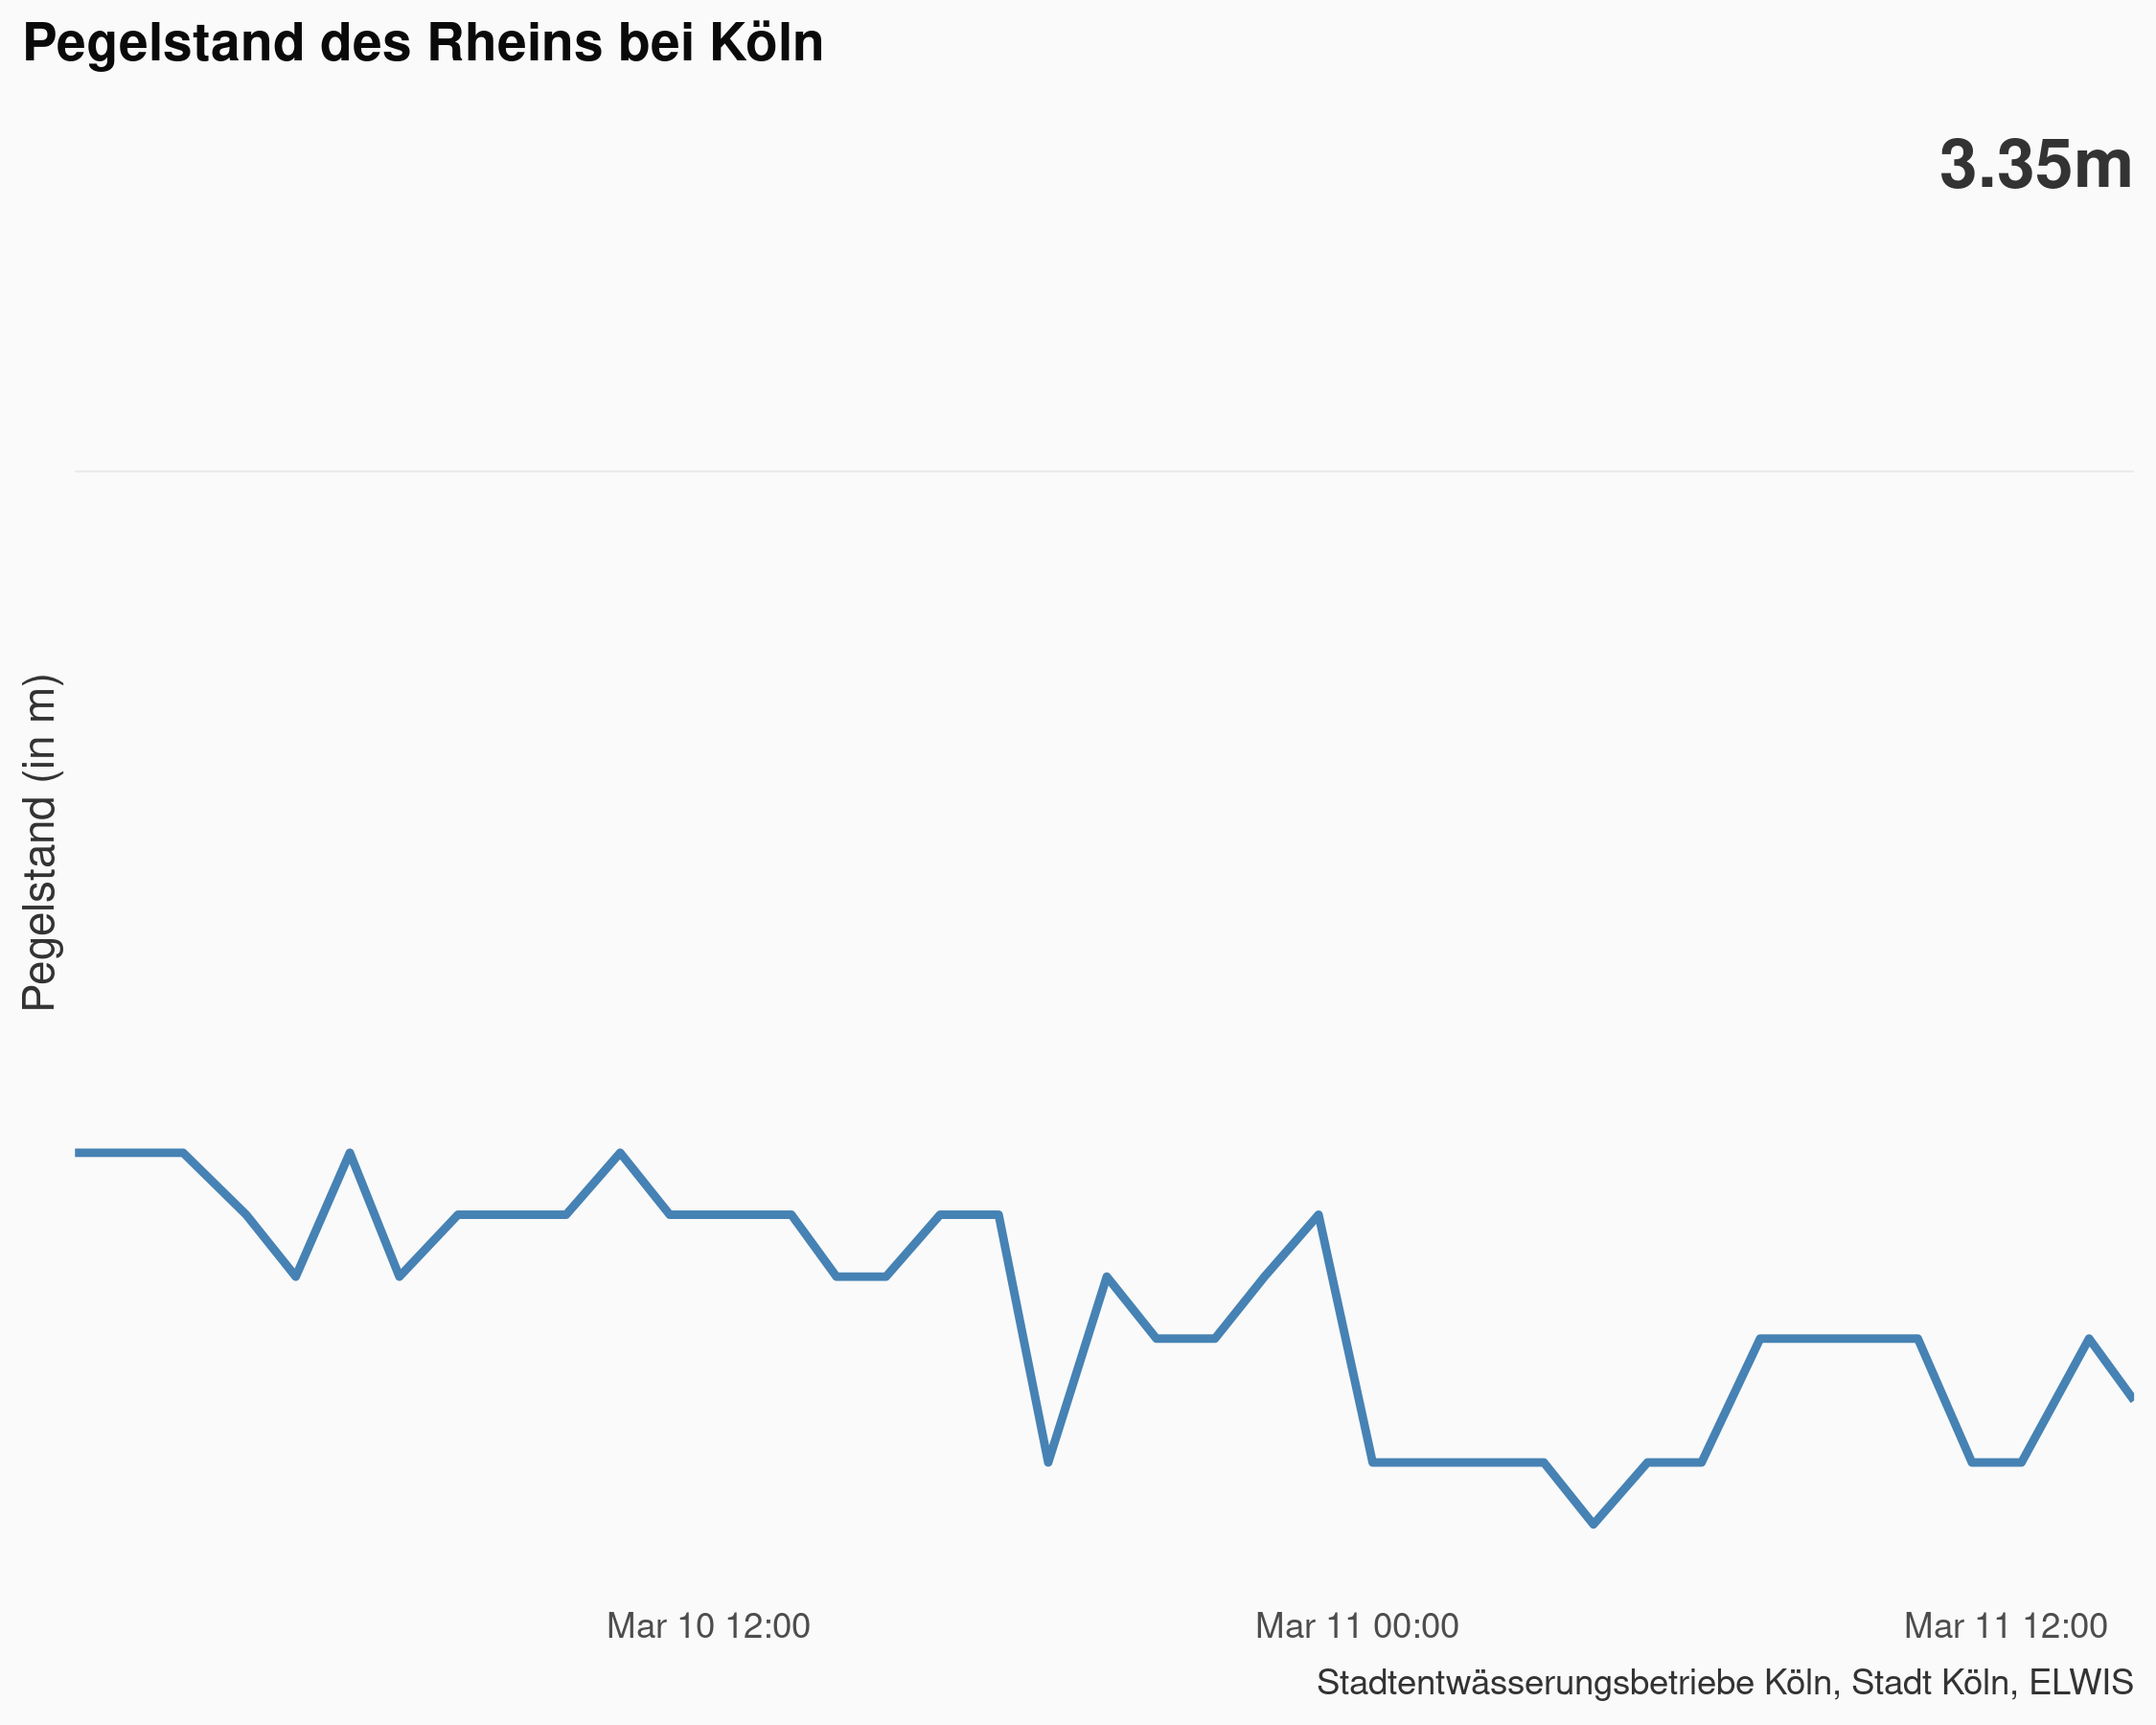 Pegelstand des Rheins bei Köln
3.35m
Pegelstand (in m)
Mar 10 12:00
Mar 11 00:00
Mar 11 12:00
Stadtentwässerungsbetriebe Köln, Stadt Köln, ELWIS